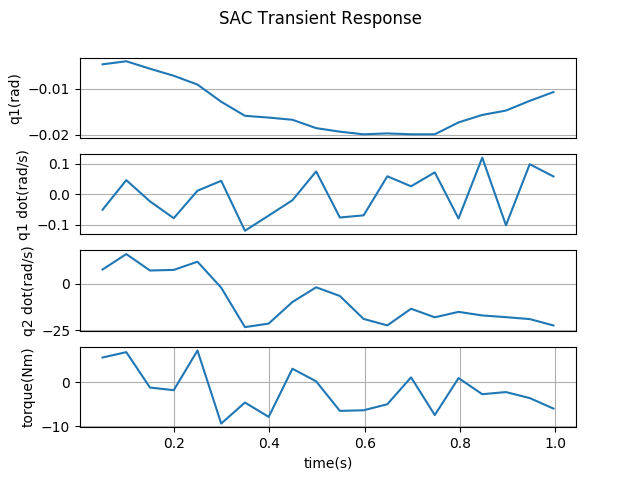 SAC Transient Response
q1(rad)
−0.01
−0.02
q1 dot(rad/s)
0.1
0.0
−0.1
q2 dot(rad/s)
0
−25
torque(Nm)
0
−10
0.2 0.4 0.6 0.8 1.0
time(s)